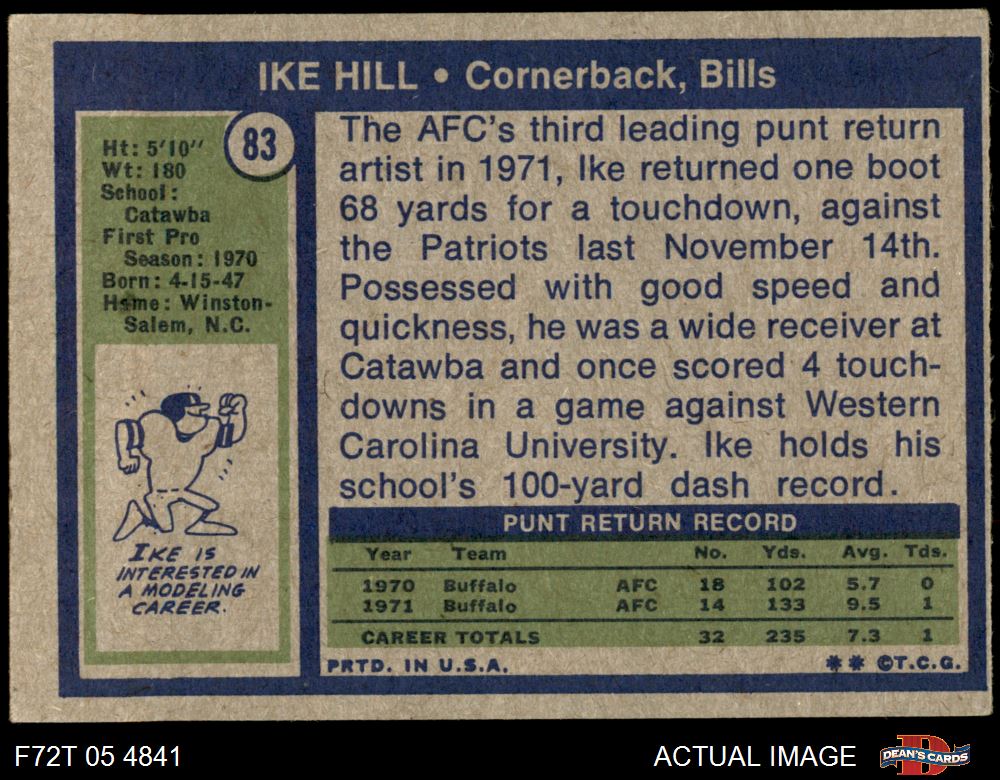 IKE HILL • Cornerback, Bills
83
Ht: 5'10"
Wt: 180
School:
Catawba
First Pro
Season: 1970
Born: 4-15-47
Home: Winston-
Salem, N.C.
IKE IS
INTERESTED IN
A MODELING
CAREER.
The AFC's third leading punt return
artist in 1971, Ike returned one boot
68 yards for a touchdown, against
the Patriots last November 14th.
Possessed with good speed and
quickness, he was a wide receiver at
Catawba and once scored 4 touch-
downs in a game against Western
Carolina University. Ike holds his
school's 100-yard dash record.
PUNT RETURN RECORD
Year Team No. Yds. Avg. Tds.
1970 Buffalo AFC 18 102 5.7 0
1971 Buffalo AFC 14 133 9.5 1
CAREER TOTALS 32 235 7.3 1
PRTD. IN U.S.A. ** ©T.C.G.
F72T 05 4841 ACTUAL IMAGE DEAN'S CARDS